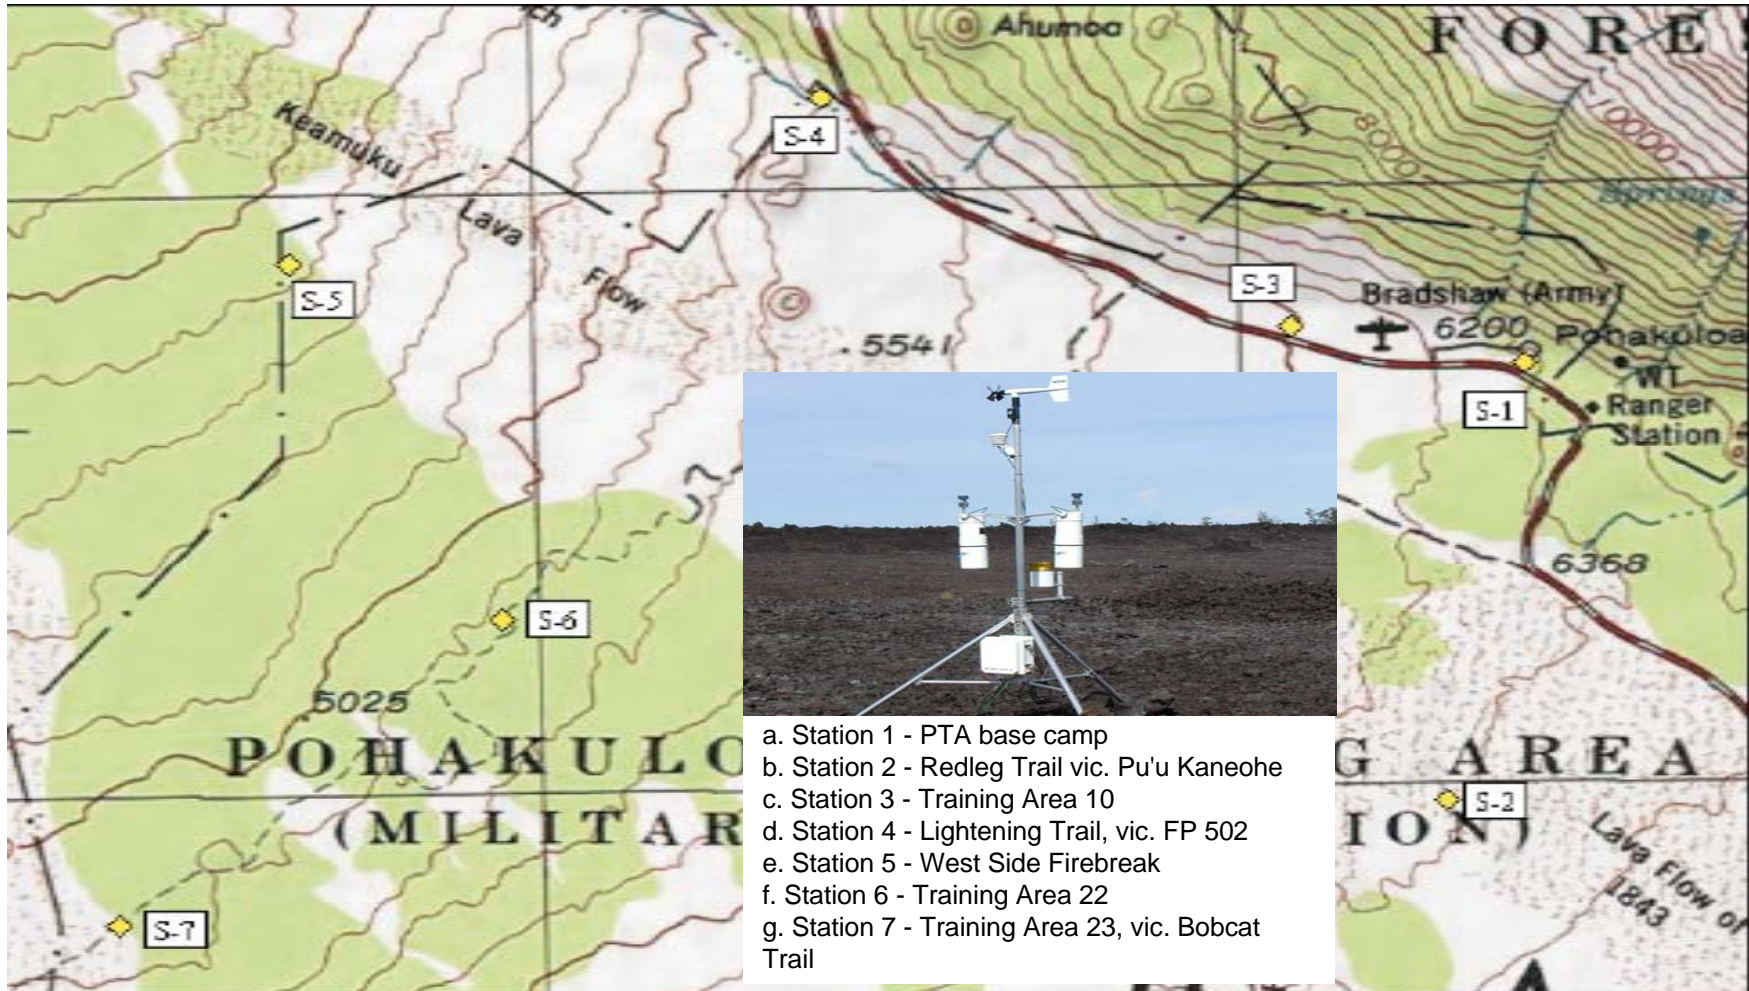 ch
Ahumoa
FORE
Keamuku
S-4
8000
10000
Springs
Lava
S-5
Flow
S-3
Bradshaw (Army)
6200
Pohakuloa
5541
WT
S-1
Ranger
Station
6368
S-6
5025
POHAKULO
G AREA
(MILITAR
ION)
S-2
Lava Flow of
1843
S-7
a. Station 1 - PTA base camp
b. Station 2 - Redleg Trail vic. Pu'u Kaneohe
c. Station 3 - Training Area 10
d. Station 4 - Lightening Trail, vic. FP 502
e. Station 5 - West Side Firebreak
f. Station 6 - Training Area 22
g. Station 7 - Training Area 23, vic. Bobcat
Trail